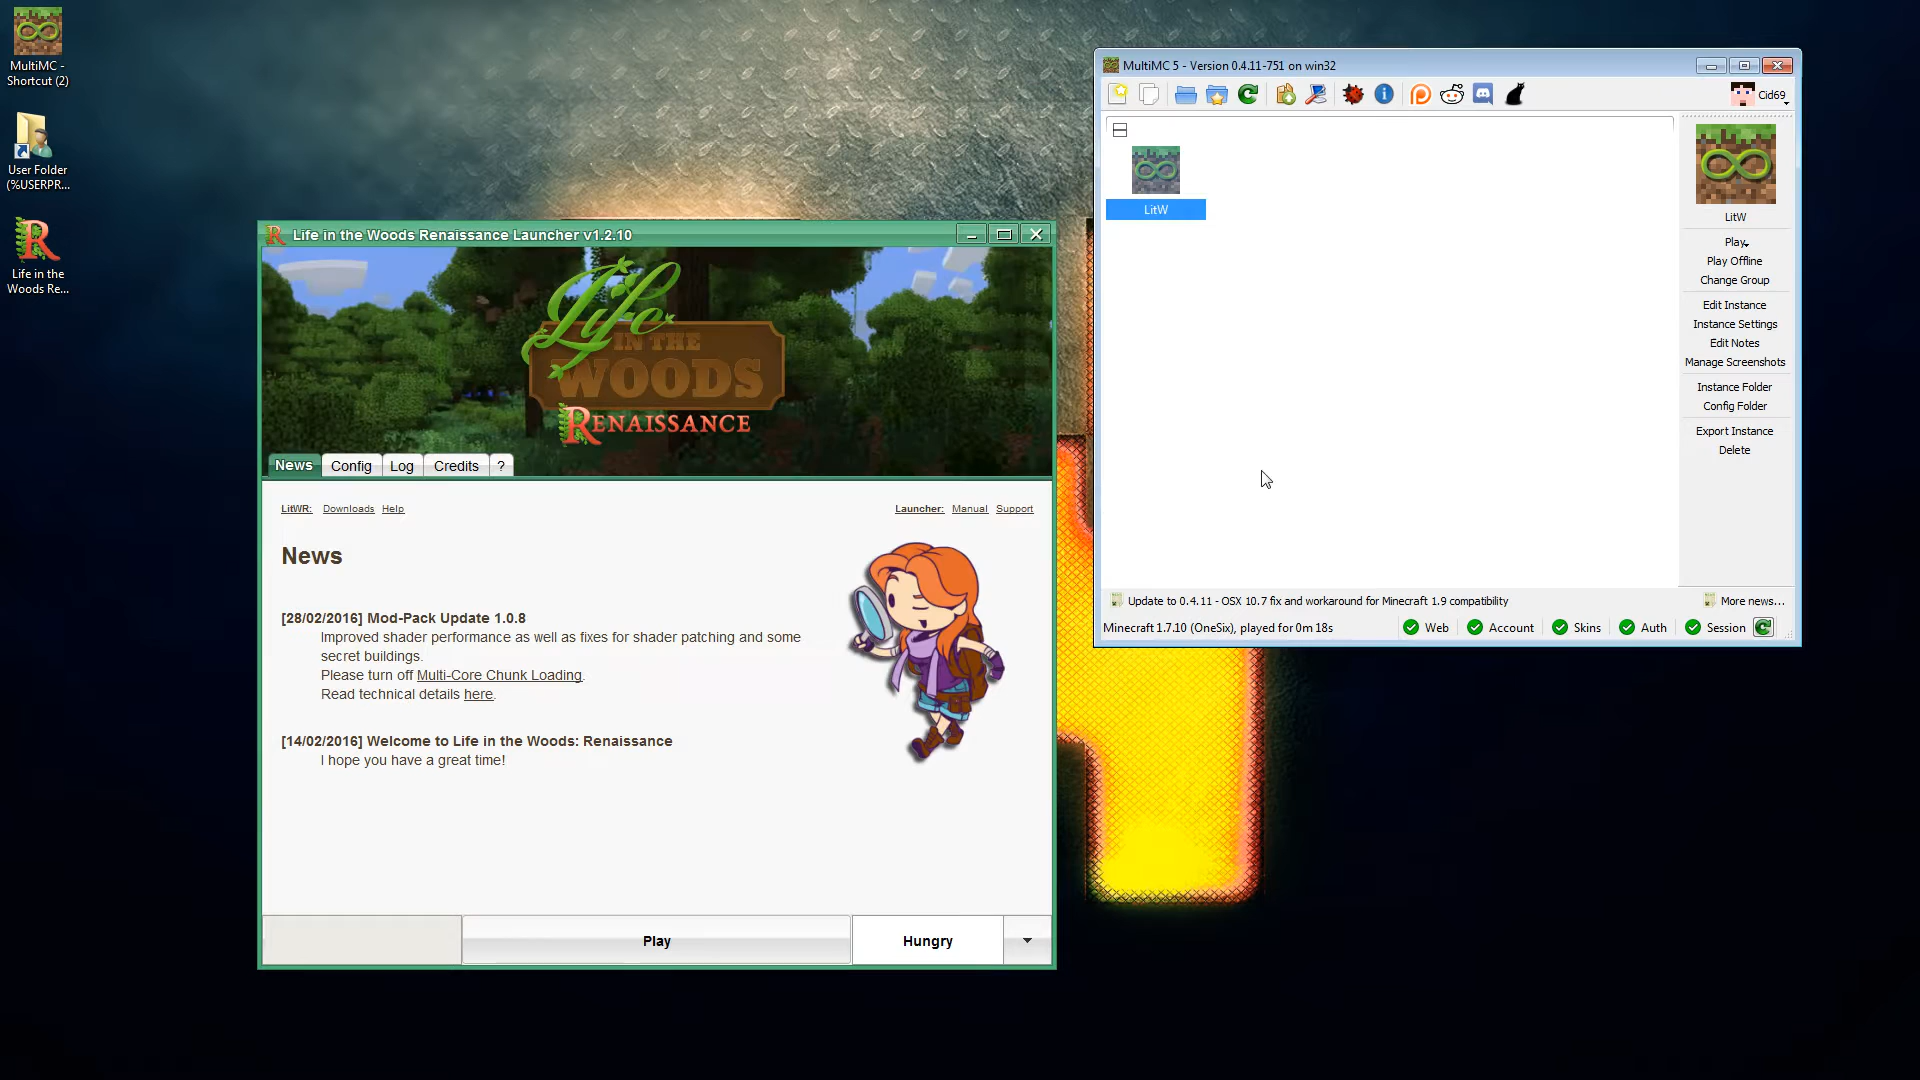 MultiMC -
Shortcut (2)
User Folder
(%USERPR...
Life in the
Woods Re...
Life in the Woods Renaissance Launcher v1.2.10
Life
IN THE
WOODS
RENAISSANCE
News
Config
Log
Credits
?
LitWR: Downloads Help
Launcher: Manual Support
News
[28/02/2016] Mod-Pack Update 1.0.8
Improved shader performance as well as fixes for shader patching and some
secret buildings.
Please turn off Multi-Core Chunk Loading.
Read technical details here.
[14/02/2016] Welcome to Life in the Woods: Renaissance
I hope you have a great time!
Play
Hungry
MultiMC 5 - Version 0.4.11-751 on win32
Cid69
LitW
LitW
Play
Play Offline
Change Group
Edit Instance
Instance Settings
Edit Notes
Manage Screenshots
Instance Folder
Config Folder
Export Instance
Delete
Update to 0.4.11 - OSX 10.7 fix and workaround for Minecraft 1.9 compatibility
More news...
Minecraft 1.7.10 (OneSix), played for 0m 18s
Web
Account
Skins
Auth
Session